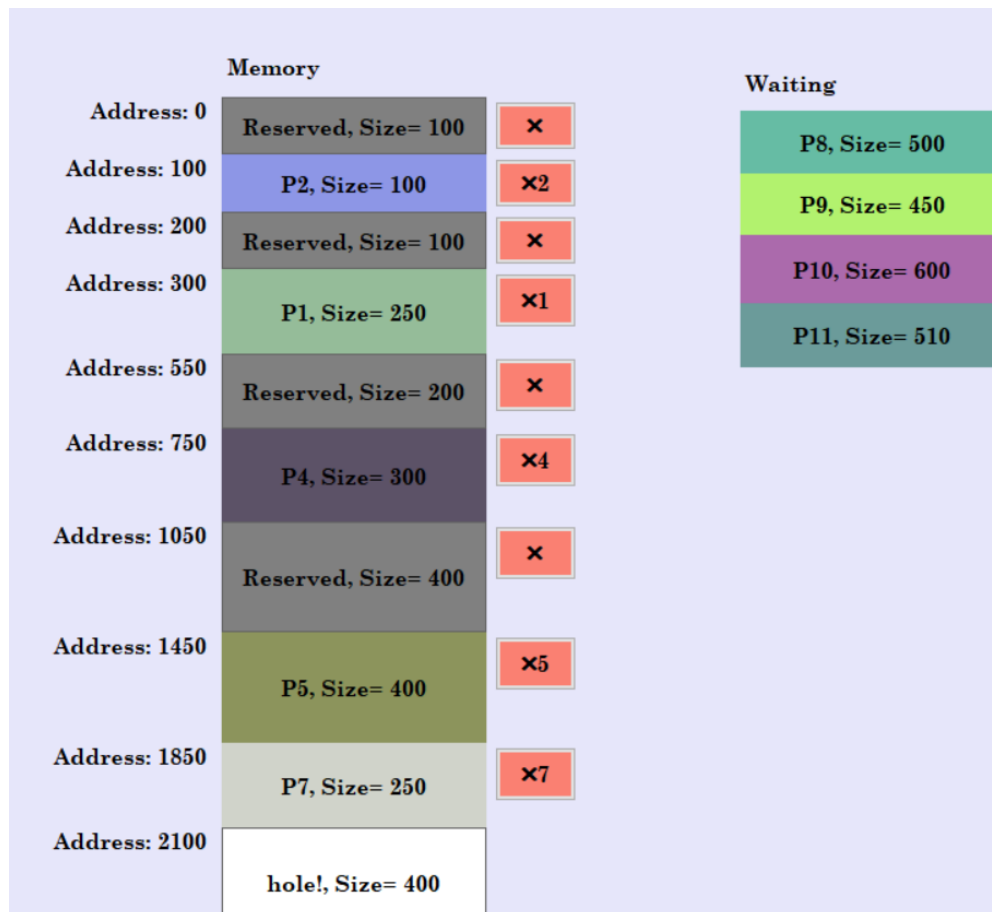 Memory
Waiting
Address: 0
Reserved, Size= 100
×
Address: 100
P2, Size= 100
×2
Address: 200
Reserved, Size= 100
×
Address: 300
P1, Size= 250
×1
Address: 550
Reserved, Size= 200
×
Address: 750
P4, Size= 300
×4
Address: 1050
Reserved, Size= 400
×
Address: 1450
P5, Size= 400
×5
Address: 1850
P7, Size= 250
×7
Address: 2100
hole!, Size= 400
P8, Size= 500
P9, Size= 450
P10, Size= 600
P11, Size= 510